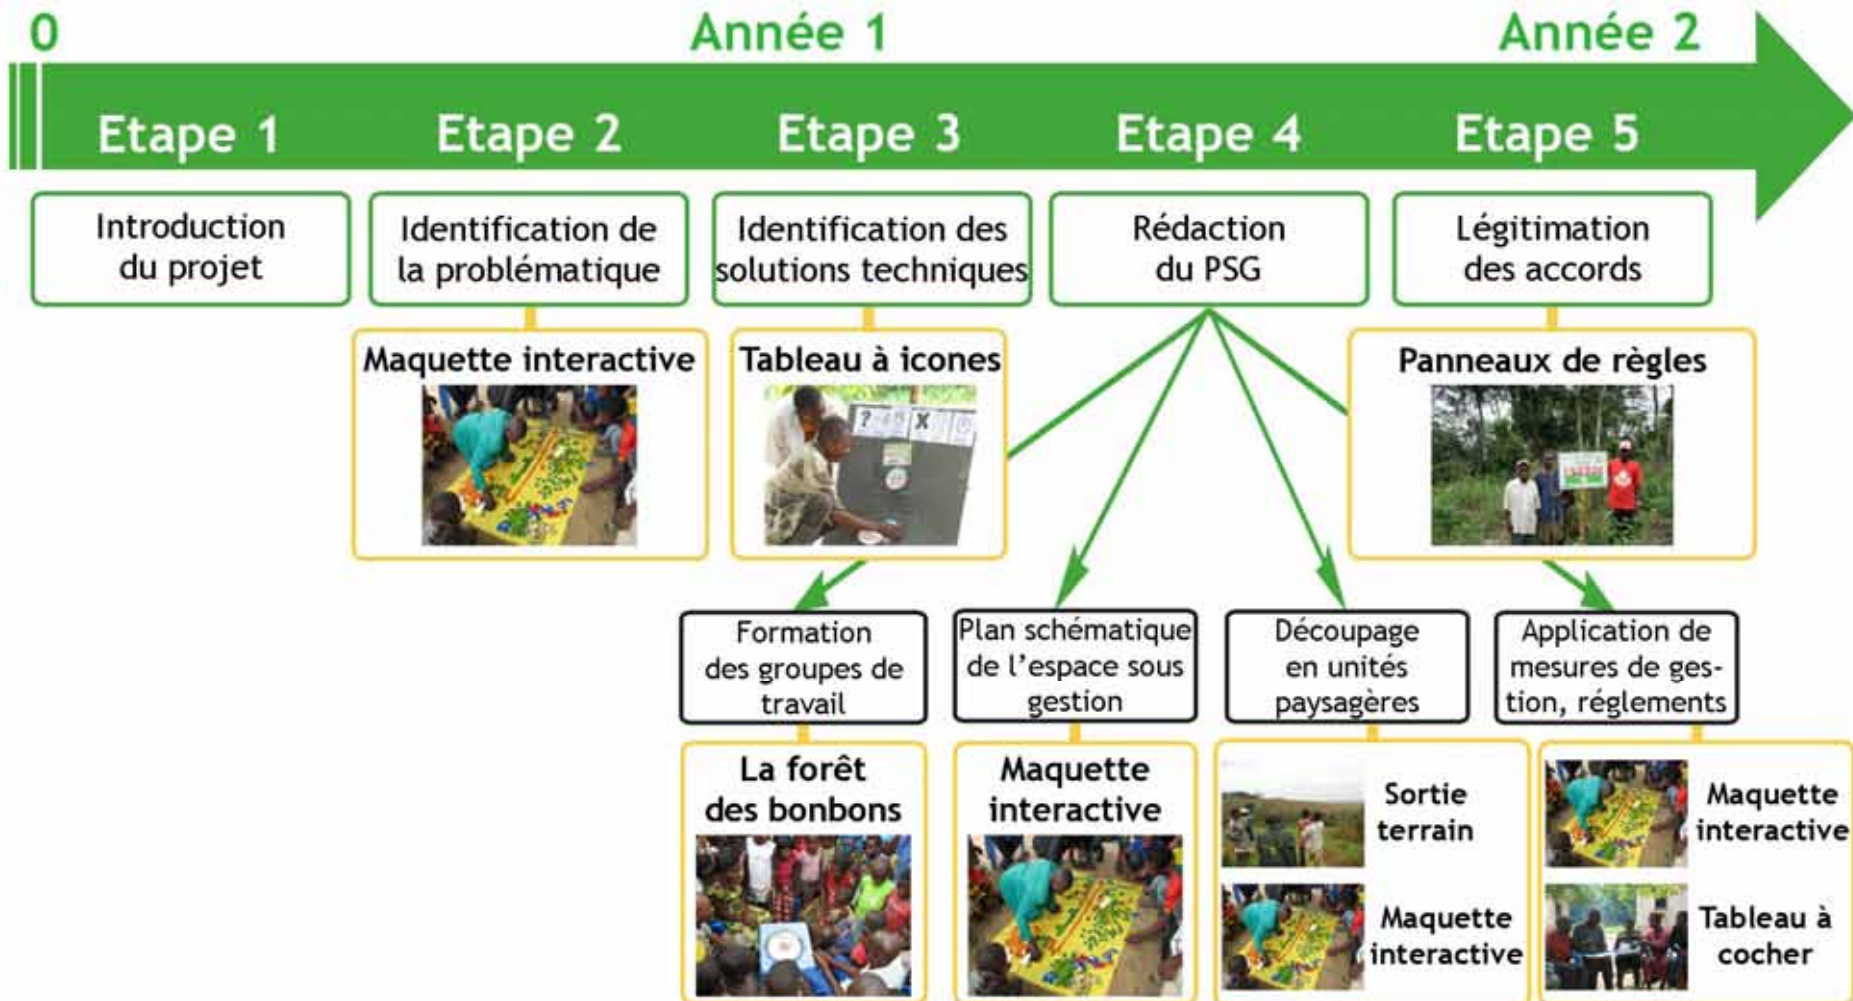 0
Année 1
Année 2
Etape 1
Etape 2
Etape 3
Etape 4
Etape 5
Introduction
du projet
Identification de
la problématique
Identification des
solutions techniques
Rédaction
du PSG
Légitimation
des accords
Maquette interactive
Tableau à icones
? X
Panneaux de règles
Formation
des groupes de
travail
Plan schématique
de l'espace sous
gestion
Découpage
en unités
paysagères
Application de
mesures de ges-
tion, réglements
La forêt
des bonbons
Maquette
interactive
Sortie
terrain
Maquette
interactive
Maquette
interactive
Tableau à
cocher